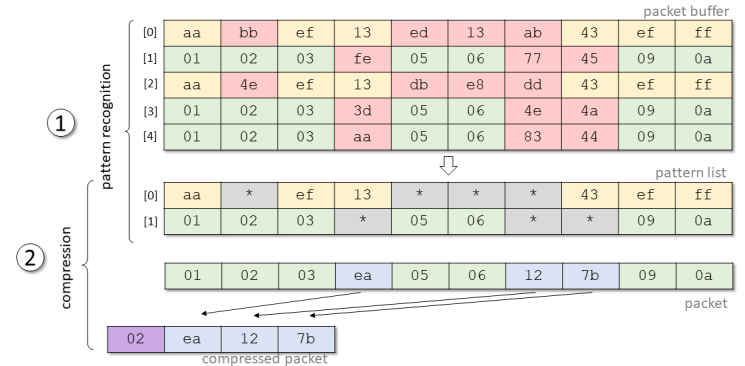 packet buffer
[0] aa bb ef 13 ed 13 ab 43 ef ff
[1] 01 02 03 fe 05 06 77 45 09 0a
[2] aa 4e ef 13 db e8 dd 43 ef ff
[3] 01 02 03 3d 05 06 4e 4a 09 0a
[4] 01 02 03 aa 05 06 83 44 09 0a
1
pattern recognition
pattern list
[0] aa * ef 13 * * * 43 ef ff
[1] 01 02 03 * 05 06 * * 09 0a
2
compression
01 02 03 ea 05 06 12 7b 09 0a
packet
02 ea 12 7b
compressed packet